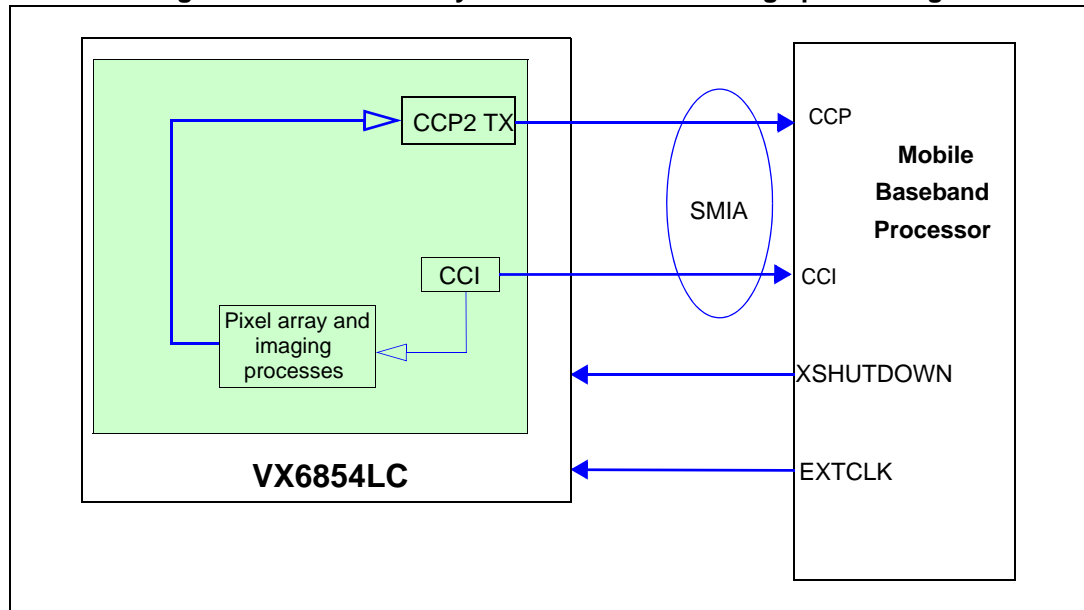 CCP2 TX
CCP
Mobile
Baseband
Processor
SMIA
CCI
CCI
Pixel array and
imaging
processes
XSHUTDOWN
VX6854LC
EXTCLK